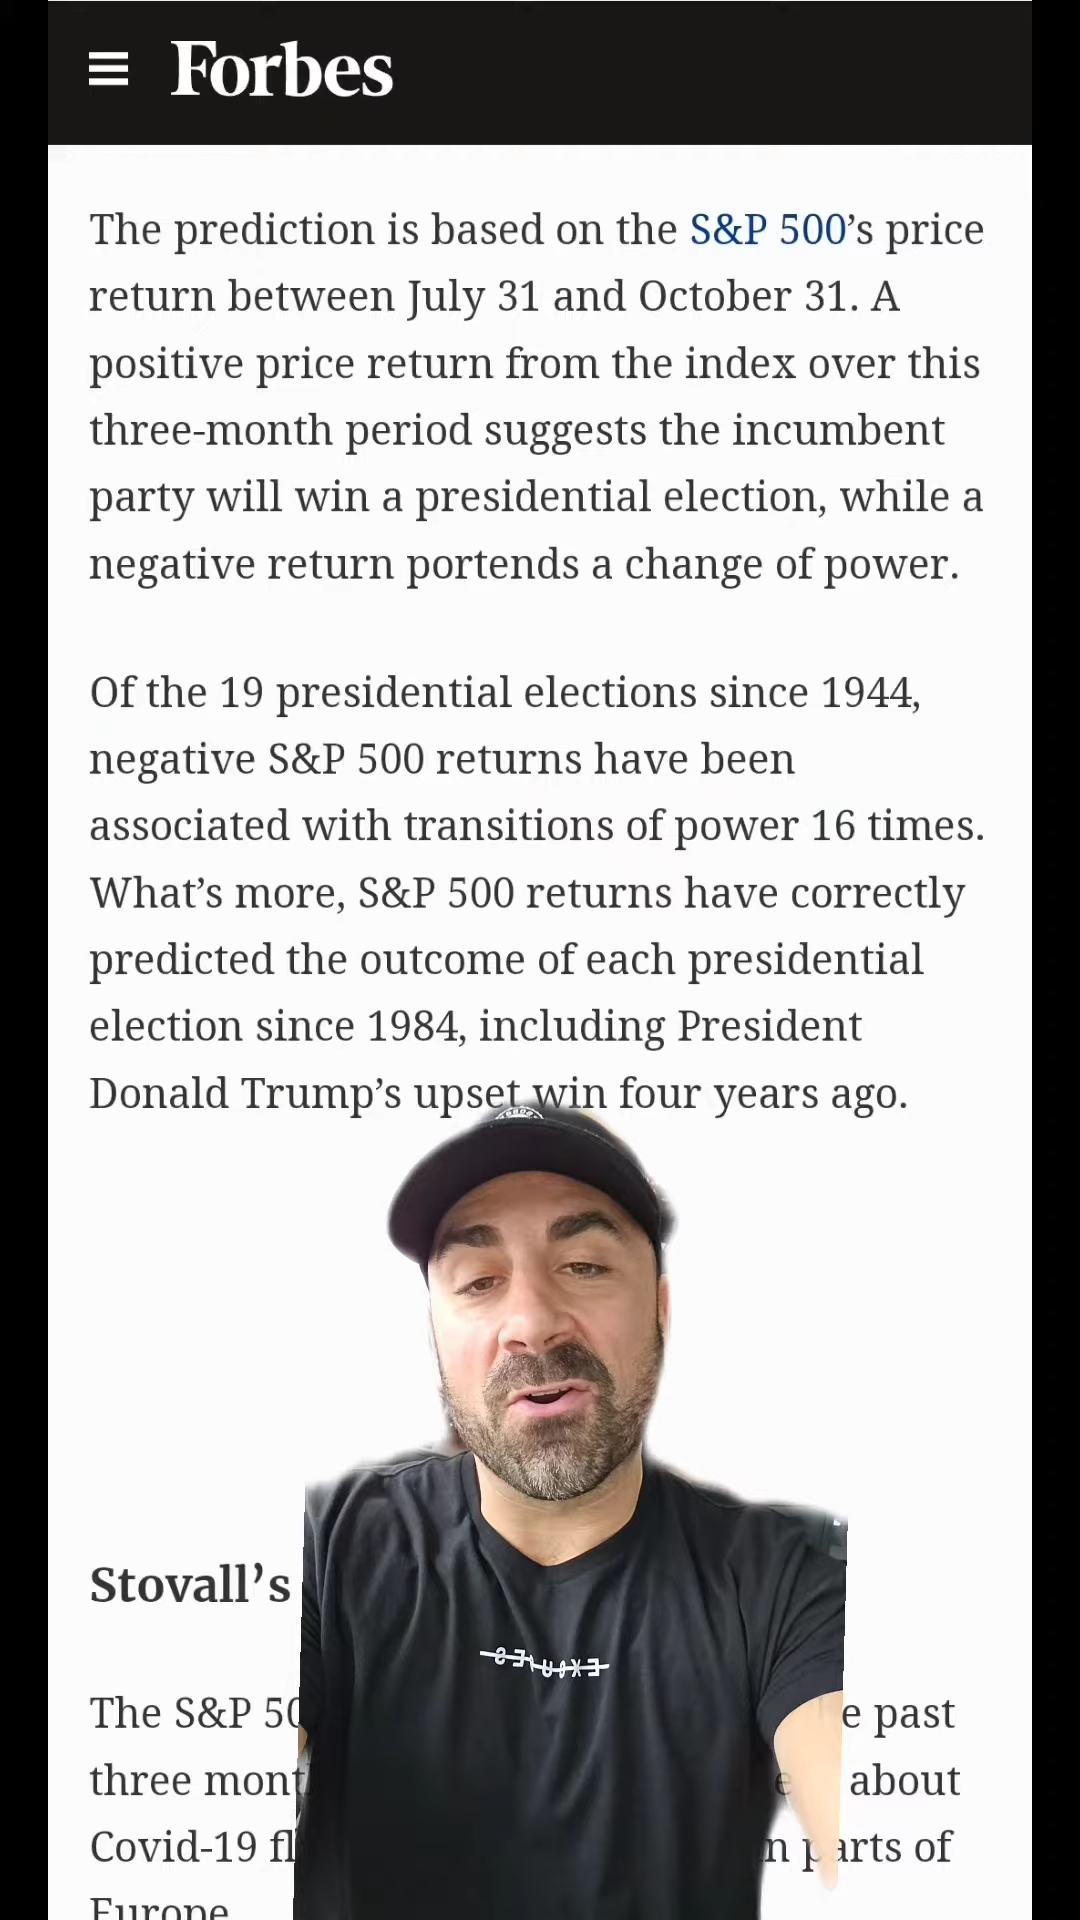 Forbes
The prediction is based on the S&P 500’s price
return between July 31 and October 31. A
positive price return from the index over this
three-month period suggests the incumbent
party will win a presidential election, while a
negative return portends a change of power.
Of the 19 presidential elections since 1944,
negative S&P 500 returns have been
associated with transitions of power 16 times.
What’s more, S&P 500 returns have correctly
predicted the outcome of each presidential
election since 1984, including President
Donald Trump’s upset win four years ago.
Stovall’s
The S&P past
three about
Covid-19 parts of
Europe